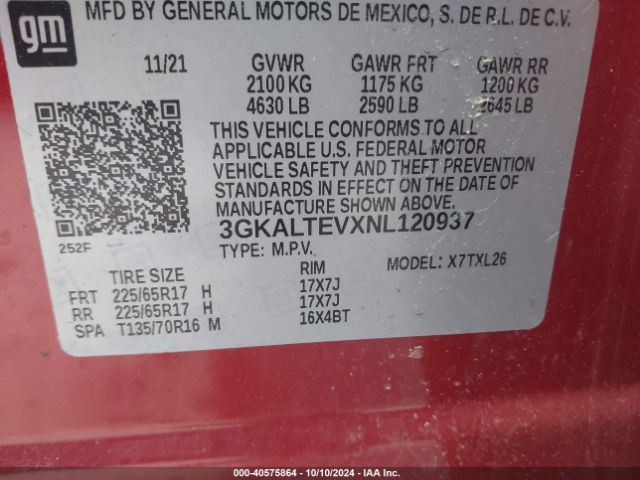 gm
MFD BY GENERAL MOTORS DE MEXICO, S. DE R.L. DE C.V.
11/21 GVWR GAWR FRT GAWR RR
2100 KG 1175 KG 1200 KG
4630 LB 2590 LB 2645 LB
THIS VEHICLE CONFORMS TO ALL
APPLICABLE U.S. FEDERAL MOTOR
VEHICLE SAFETY AND THEFT PREVENTION
STANDARDS IN EFFECT ON THE DATE OF
MANUFACTURE SHOWN ABOVE.
3GKALTEVXNL120937
252F
TYPE: M.P.V. MODEL: X7TXL26
TIRE SIZE RIM
FRT 225/65R17 H 17X7J
RR 225/65R17 H 17X7J
SPA T135/70R16 M 16X4BT
000-40575864 | 10/10/2024 - IAA Inc.